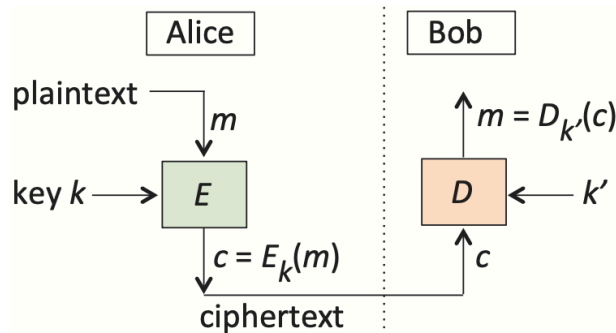 Alice
Bob
plaintext
m
m = D_k′(c)
key k
E
D
k′
c = E_k(m)
c
ciphertext